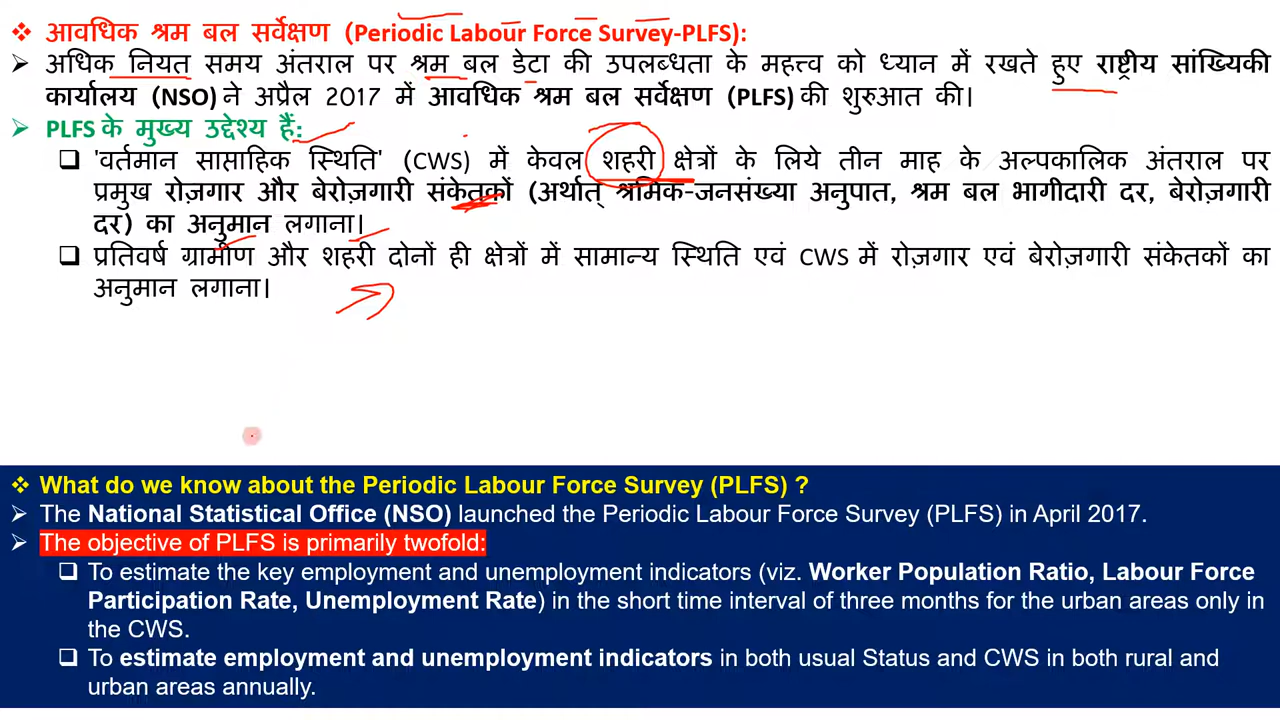 ❖ आवधिक श्रम बल सर्वेक्षण (Periodic Labour Force Survey-PLFS):
➢ अधिक नियत समय अंतराल पर श्रम बल डेटा की उपलब्धता के महत्त्व को ध्यान में रखते हुए राष्ट्रीय सांख्यिकी
कार्यालय (NSO) ने अप्रैल 2017 में आवधिक श्रम बल सर्वेक्षण (PLFS) की शुरुआत की।
➢ PLFS के मुख्य उद्देश्य हैं:
❑ 'वर्तमान साप्ताहिक स्थिति' (CWS) में केवल शहरी क्षेत्रों के लिये तीन माह के अल्पकालिक अंतराल पर
प्रमुख रोज़गार और बेरोज़गारी संकेतकों (अर्थात् श्रमिक-जनसंख्या अनुपात, श्रम बल भागीदारी दर, बेरोज़गारी
दर) का अनुमान लगाना।
❑ प्रतिवर्ष ग्रामीण और शहरी दोनों ही क्षेत्रों में सामान्य स्थिति एवं CWS में रोज़गार एवं बेरोज़गारी संकेतकों का
अनुमान लगाना।
❖ What do we know about the Periodic Labour Force Survey (PLFS) ?
➢ The National Statistical Office (NSO) launched the Periodic Labour Force Survey (PLFS) in April 2017.
➢ The objective of PLFS is primarily twofold:
❑ To estimate the key employment and unemployment indicators (viz. Worker Population Ratio, Labour Force
Participation Rate, Unemployment Rate) in the short time interval of three months for the urban areas only in
the CWS.
❑ To estimate employment and unemployment indicators in both usual Status and CWS in both rural and
urban areas annually.